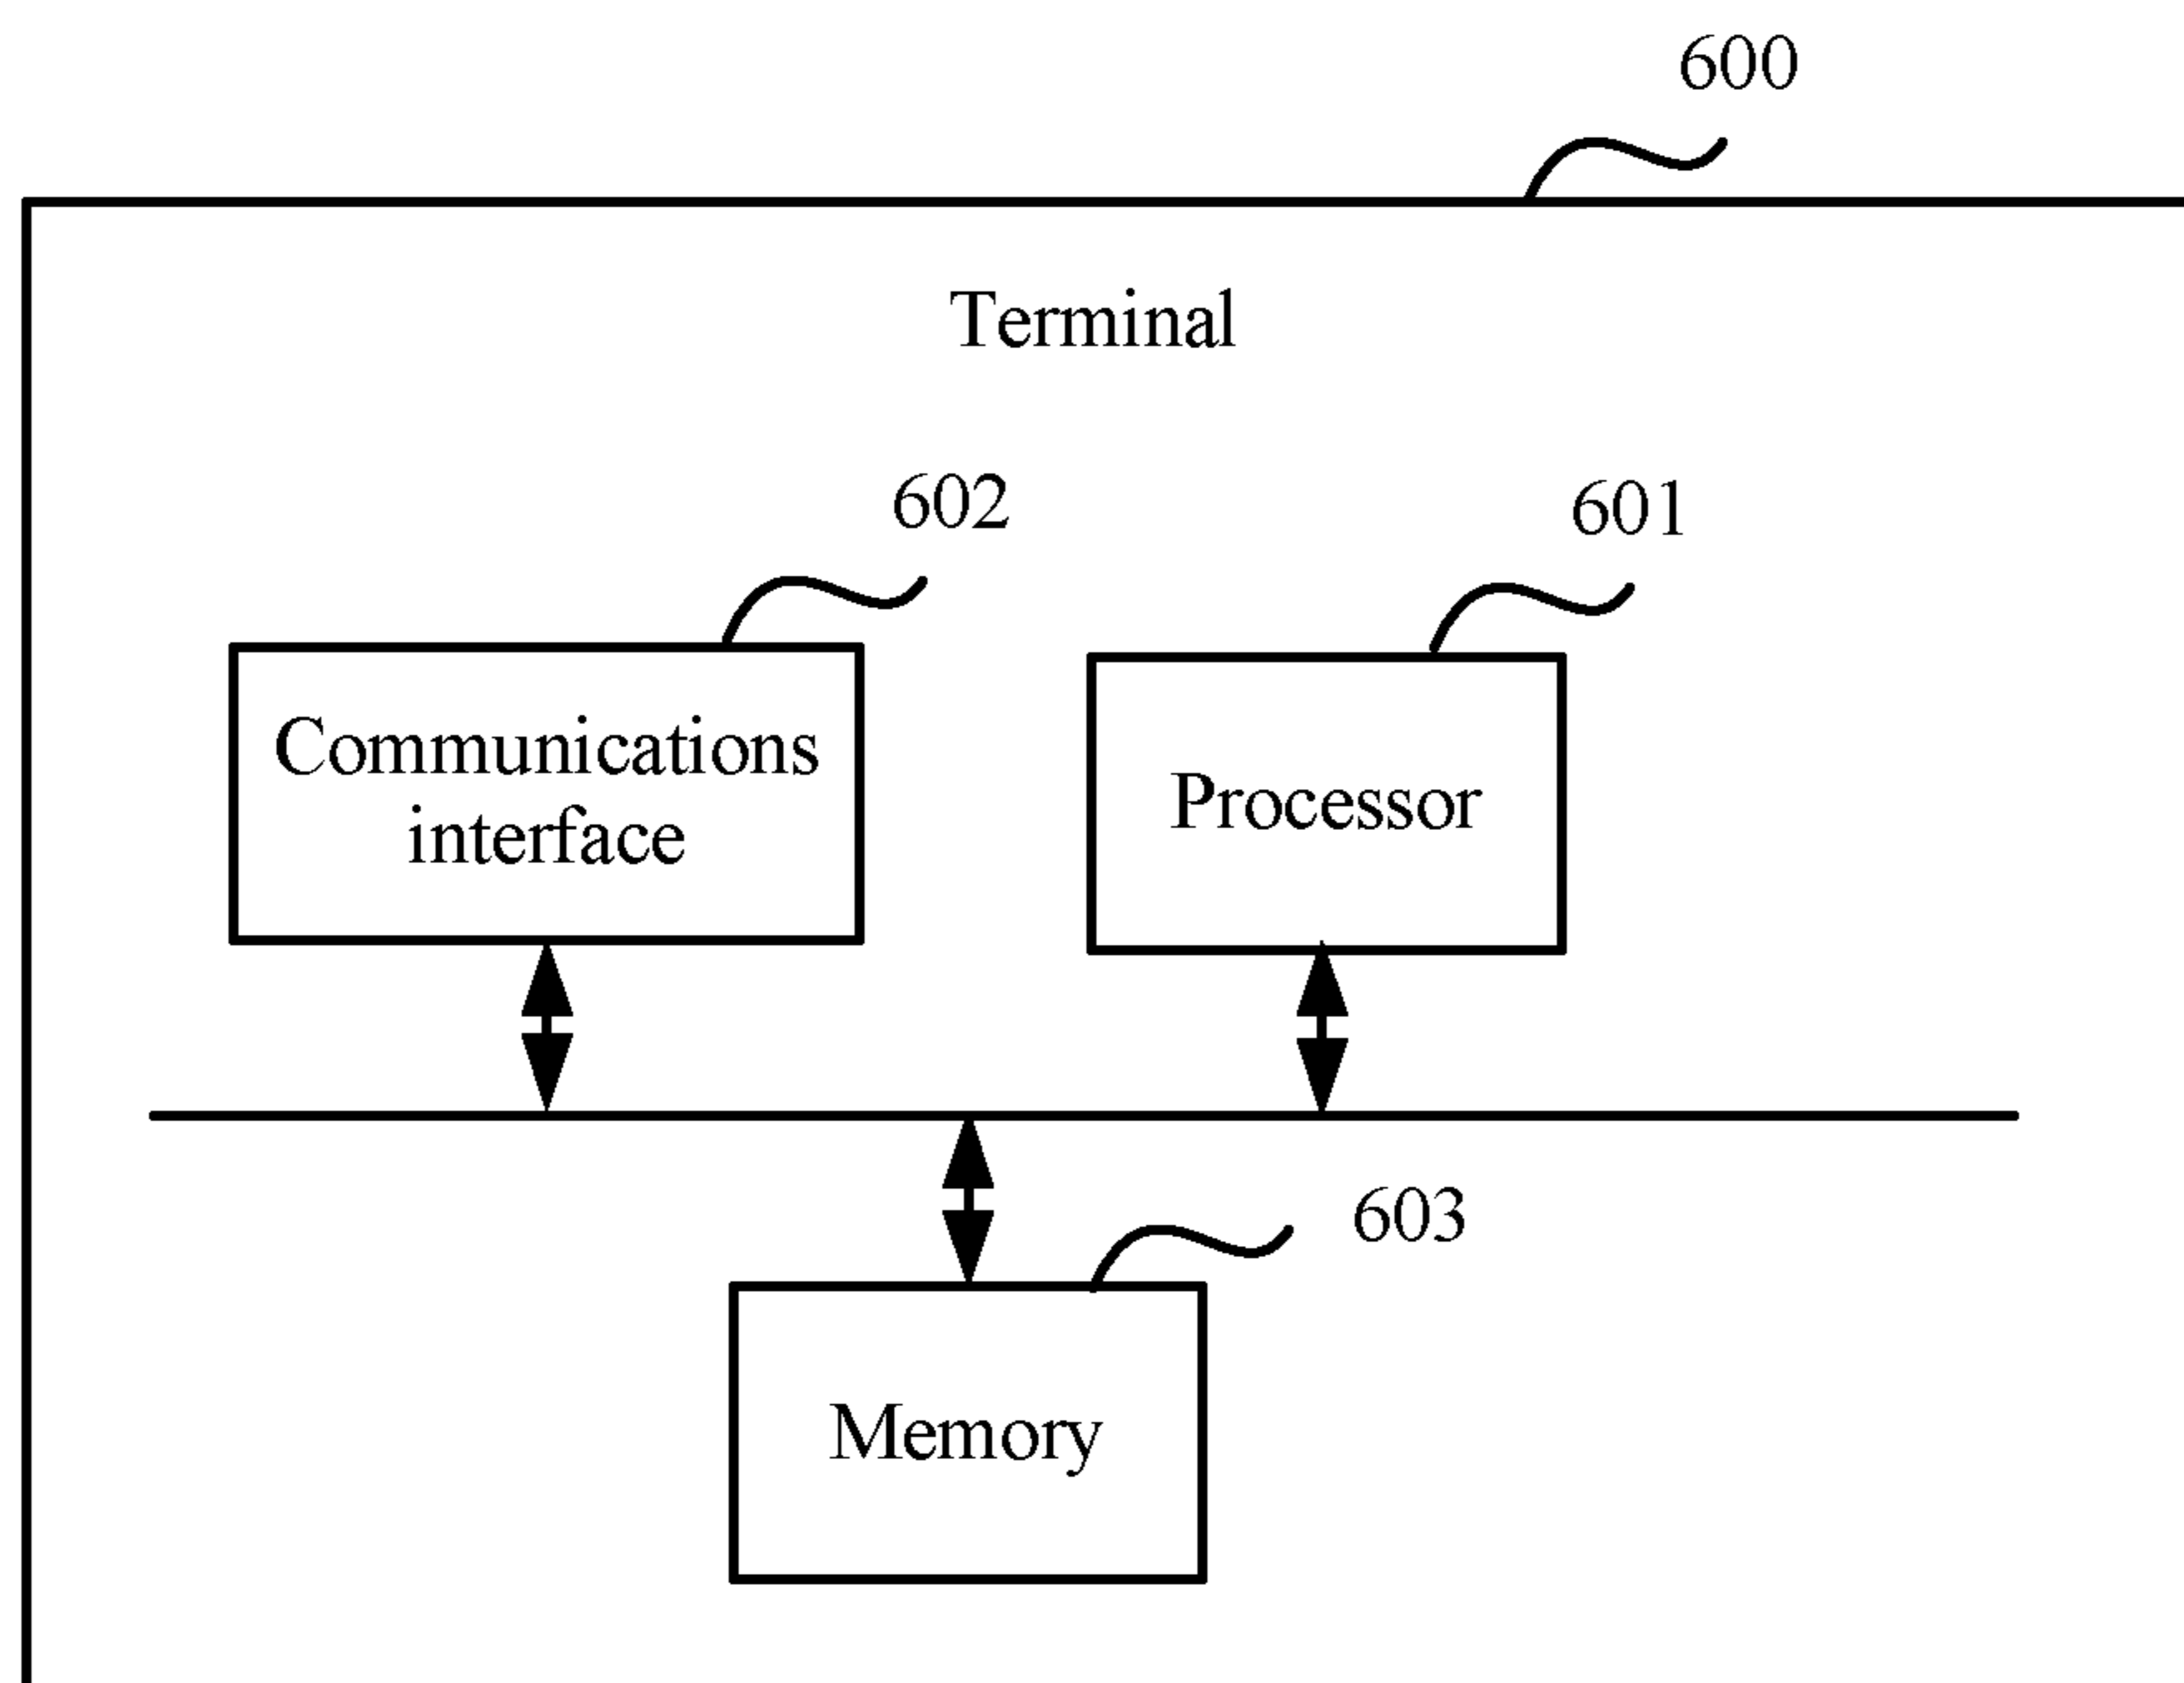 600
Terminal
602
601
Communications
interface
Processor
603
Memory